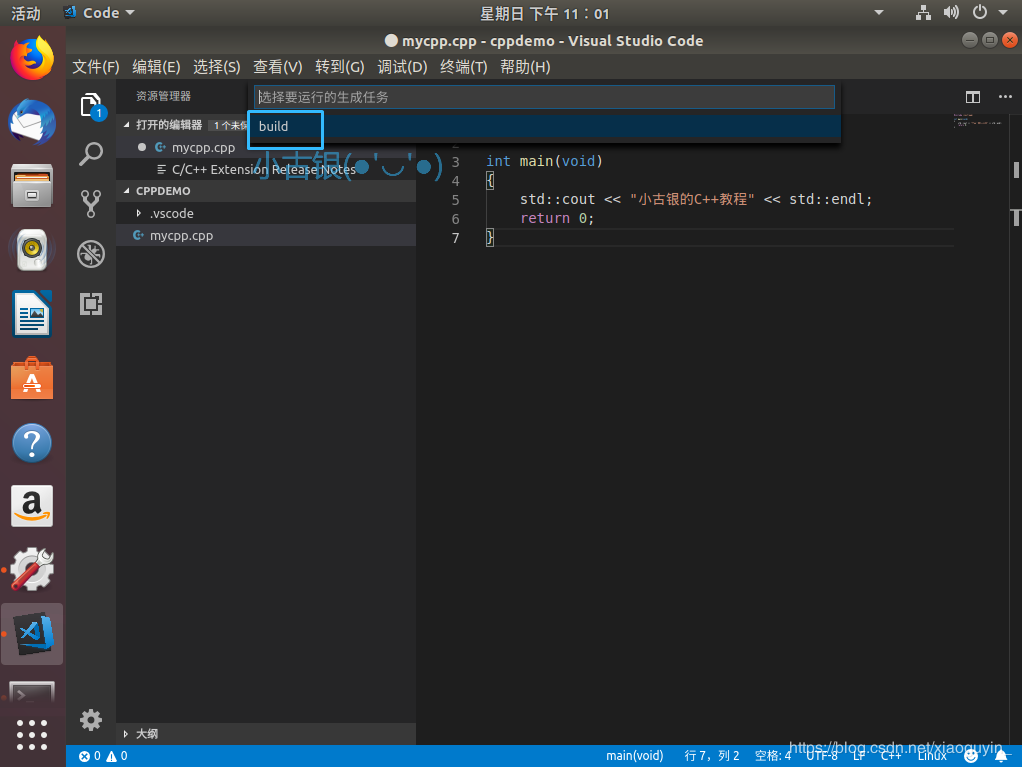 活动 Code 星期日 下午 11：01
mycpp.cpp - cppdemo - Visual Studio Code
文件(F) 编辑(E) 选择(S) 查看(V) 转到(G) 调试(D) 终端(T) 帮助(H)
资源管理器
选择要运行的生成任务
build
打开的编辑器 1 个未保
1
mycpp.cpp
C/C++ Extension Release Notes
小古银(●'◡'●)
CPPDEMO
.vscode
mycpp.cpp
3 int main(void)
4 {
5 std::cout << "小古银的C++教程" << std::endl;
6 return 0;
7 }
大纲
0 0 main(void) 行 7，列 2 空格: 4 UTF-8 LF C++ Linux
https://blog.csdn.net/xiaoguyin_